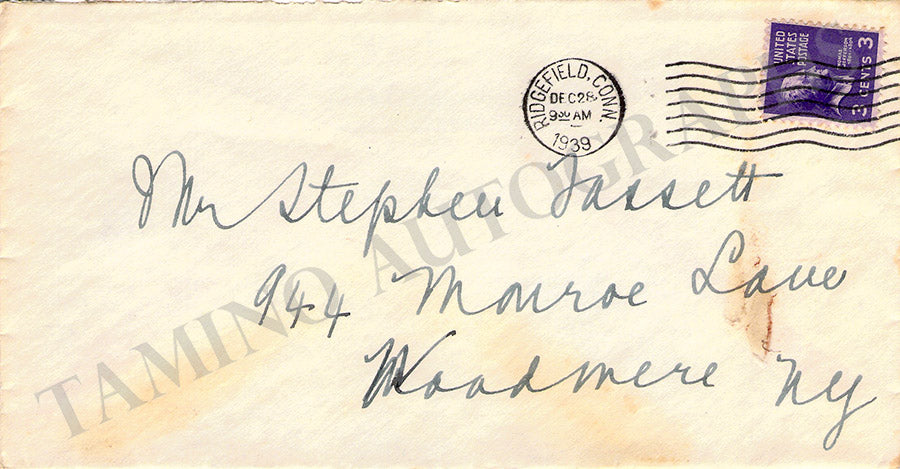 RIDGEFIELD, CONN.
DEC 28
9 00 AM
1939
UNITED
STATES
POSTAGE
3 CENTS 3
Mr Stephen Fassett
944 Monroe Lane
Woodmere NY
TAMINO AUTOGRAPHS